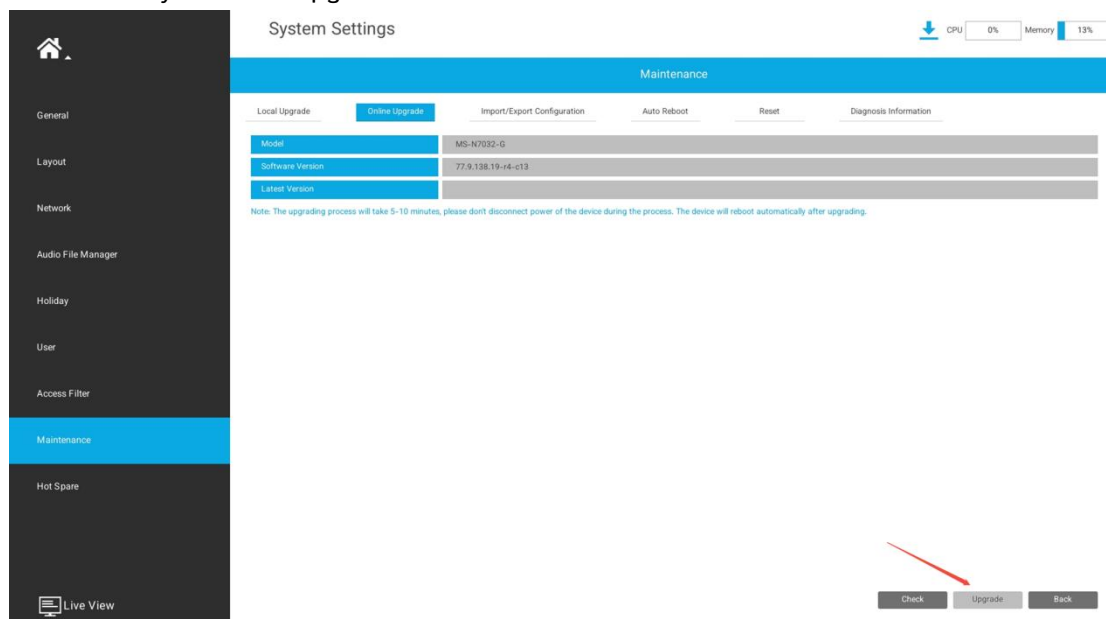 System Settings
CPU 0% Memory 13%
Maintenance
General
Layout
Network
Audio File Manager
Holiday
User
Access Filter
Maintenance
Hot Spare
Live View
Local Upgrade Online Upgrade Import/Export Configuration Auto Reboot Reset Diagnosis Information
Model MS-N7032-G
Software Version 77.9.138.19-r4-c13
Latest Version
Note: The upgrading process will take 5-10 minutes, please don't disconnect power of the device during the process. The device will reboot automatically after upgrading.
Check Upgrade Back